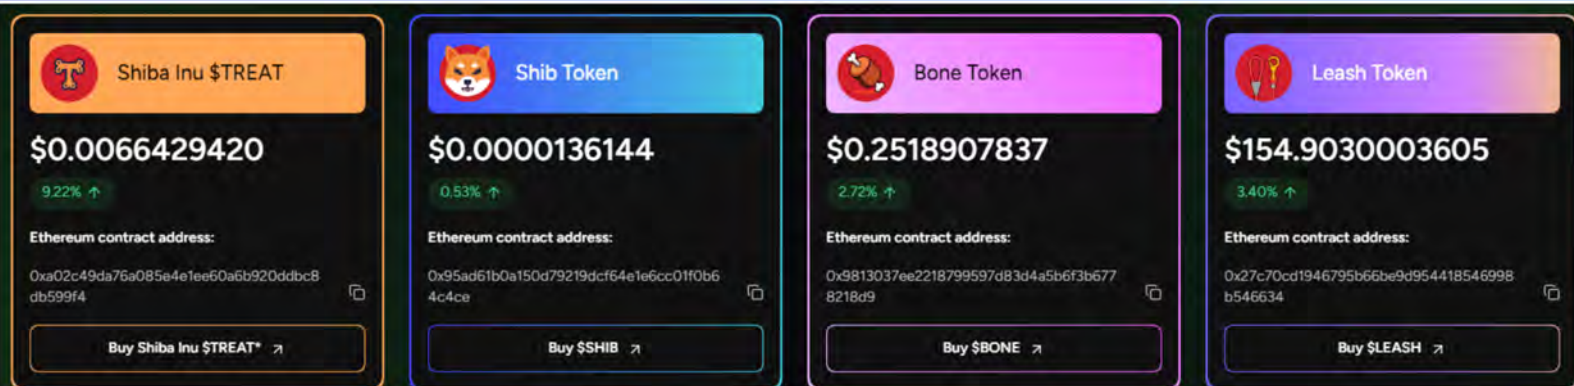 Shiba Inu $TREAT
$0.0066429420
9.22% ↑
Ethereum contract address:
0xa02c49da76a085e4e1ee60a6b920ddbc8
db599f4
Buy Shiba Inu $TREAT* ↗
Shib Token
$0.0000136144
0.53% ↑
Ethereum contract address:
0x95ad61b0a150d79219dcf64e1e6cc01f0b6
4c4ce
Buy $SHIB ↗
Bone Token
$0.2518907837
2.72% ↑
Ethereum contract address:
0x9813037ee2218799597d83d4a5b6f3b677
8218d9
Buy $BONE ↗
Leash Token
$154.9030003605
3.40% ↑
Ethereum contract address:
0x27c70cd1946795b66be9d954418546998
b546634
Buy $LEASH ↗